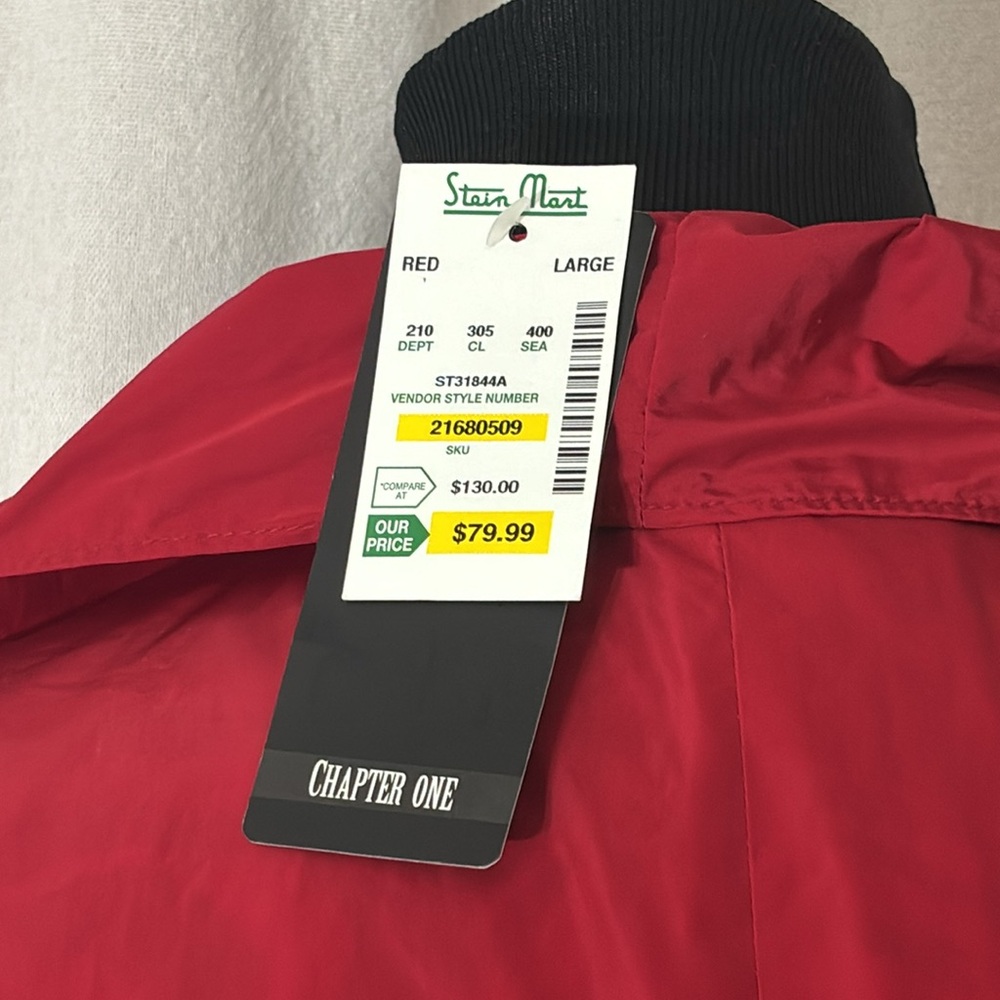 Stein Mart
RED LARGE
210 305 400
DEPT CL SEA
ST31844A
VENDOR STYLE NUMBER
21680509
SKU
*COMPARE
AT
$130.00
OUR
PRICE
$79.99
CHAPTER ONE